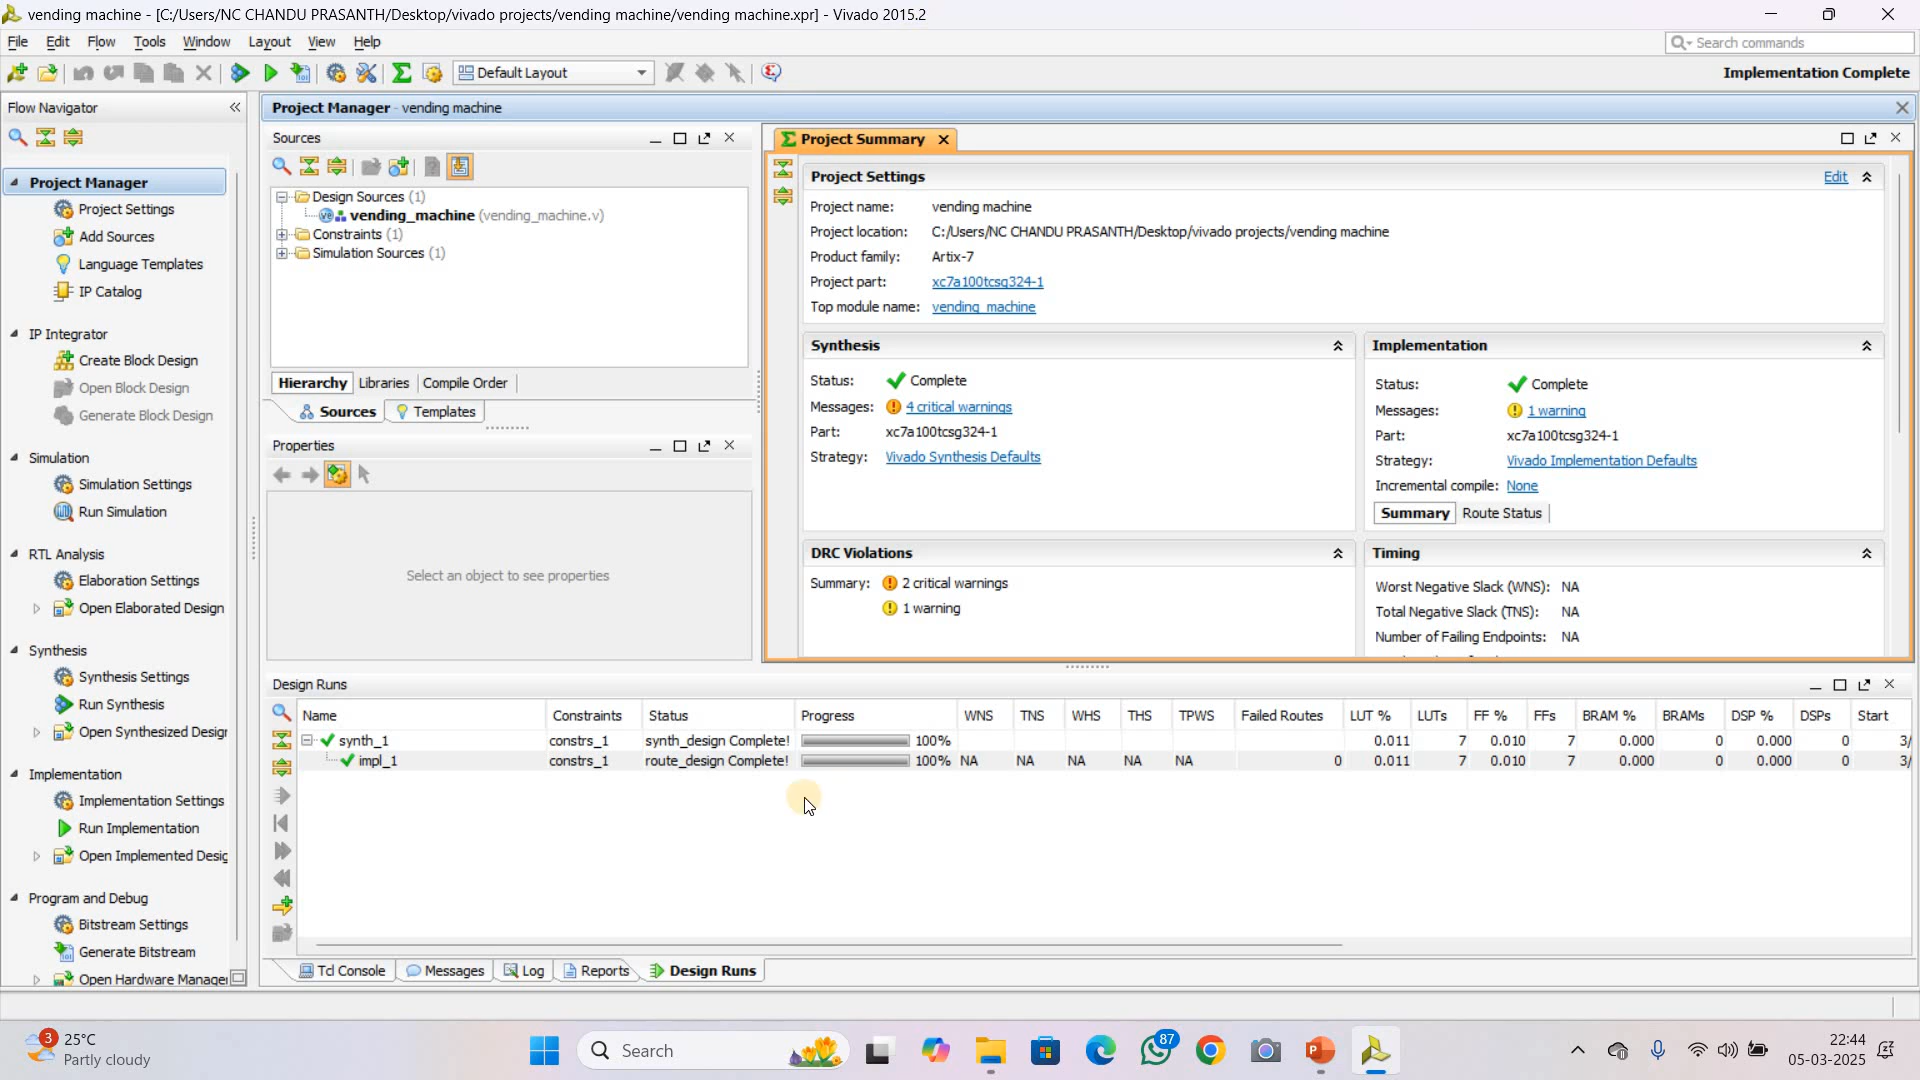 vending machine - [C:/Users/NC CHANDU PRASANTH/Desktop/vivado projects/vending machine/vending machine.xpr] - Vivado 2015.2
File Edit Flow Tools Window Layout View Help
Search commands
Default Layout
Implementation Complete
Flow Navigator
Project Manager
Project Settings
Add Sources
Language Templates
IP Catalog
IP Integrator
Create Block Design
Open Block Design
Generate Block Design
Simulation
Simulation Settings
Run Simulation
RTL Analysis
Elaboration Settings
Open Elaborated Design
Synthesis
Synthesis Settings
Run Synthesis
Open Synthesized Design
Implementation
Implementation Settings
Run Implementation
Open Implemented Desig
Program and Debug
Bitstream Settings
Generate Bitstream
Open Hardware Manager
Project Manager - vending machine
Sources
Design Sources (1)
vending_machine (vending_machine.v)
Constraints (1)
Simulation Sources (1)
Hierarchy Libraries Compile Order
Sources Templates
Properties
Select an object to see properties
Project Summary
Project Settings
Edit
Project name: vending machine
Project location: C:/Users/NC CHANDU PRASANTH/Desktop/vivado projects/vending machine
Product family: Artix-7
Project part: xc7a100tcsg324-1
Top module name: vending_machine
Synthesis
Status: Complete
Messages: 4 critical warnings
Part: xc7a100tcsg324-1
Strategy: Vivado Synthesis Defaults
Implementation
Status: Complete
Messages: 1 warning
Part: xc7a100tcsg324-1
Strategy: Vivado Implementation Defaults
Incremental compile: None
Summary Route Status
DRC Violations
Summary: 2 critical warnings
1 warning
Timing
Worst Negative Slack (WNS): NA
Total Negative Slack (TNS): NA
Number of Failing Endpoints: NA
Design Runs
Name Constraints Status Progress WNS TNS WHS THS TPWS Failed Routes LUT % LUTs FF % FFs BRAM % BRAMs DSP % DSPs Start
synth_1 constrs_1 synth_design Complete! 100% 0.011 7 0.010 7 0.000 0 0.000 0 3/
impl_1 constrs_1 route_design Complete! 100% NA NA NA NA NA 0 0.011 7 0.010 7 0.000 0 0.000 0 3/
Tcl Console Messages Log Reports Design Runs
3
25°C
Partly cloudy
Search
87
22:44
05-03-2025